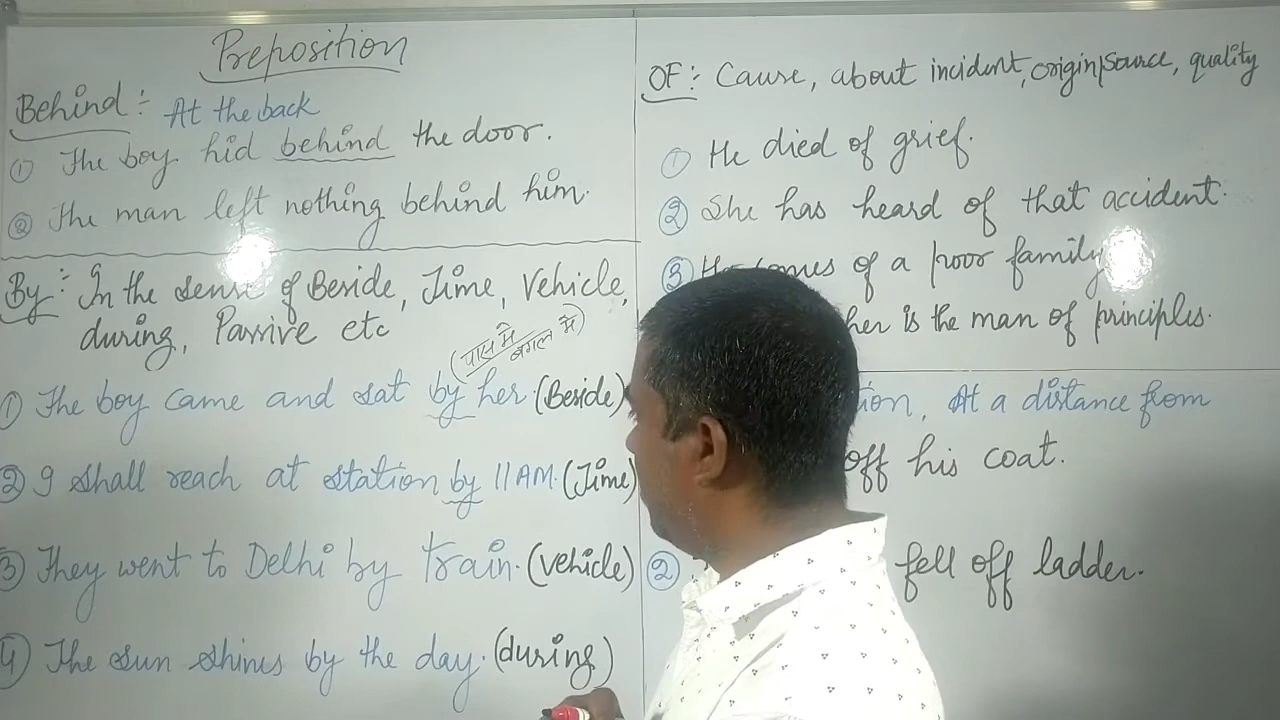 Preposition
Behind :- At the back
① The boy hid behind the door.
② The man left nothing behind him.
By : In the sense of Beside, Time, Vehicle,
during, Passive etc
(पास मे
बगल मे)
① The boy came and sat by her. (Beside)
② I shall reach at station by 11 AM. (Time)
③ They went to Delhi by train. (Vehicle)
④ The sun shines by the day. (during)
OF : Cause, about incident, origin/source, quality
① He died of grief.
② She has heard of that accident.
③ He comes of a poor family
her is the man of principles.
ion, At a distance from
off his coat.
② fell off ladder.